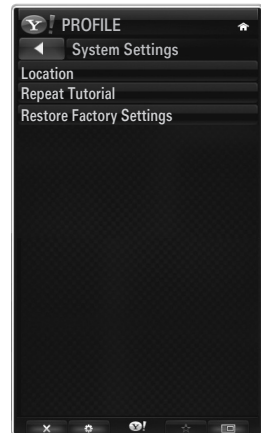 Y! PROFILE
System Settings
Location
Repeat Tutorial
Restore Factory Settings
Y!